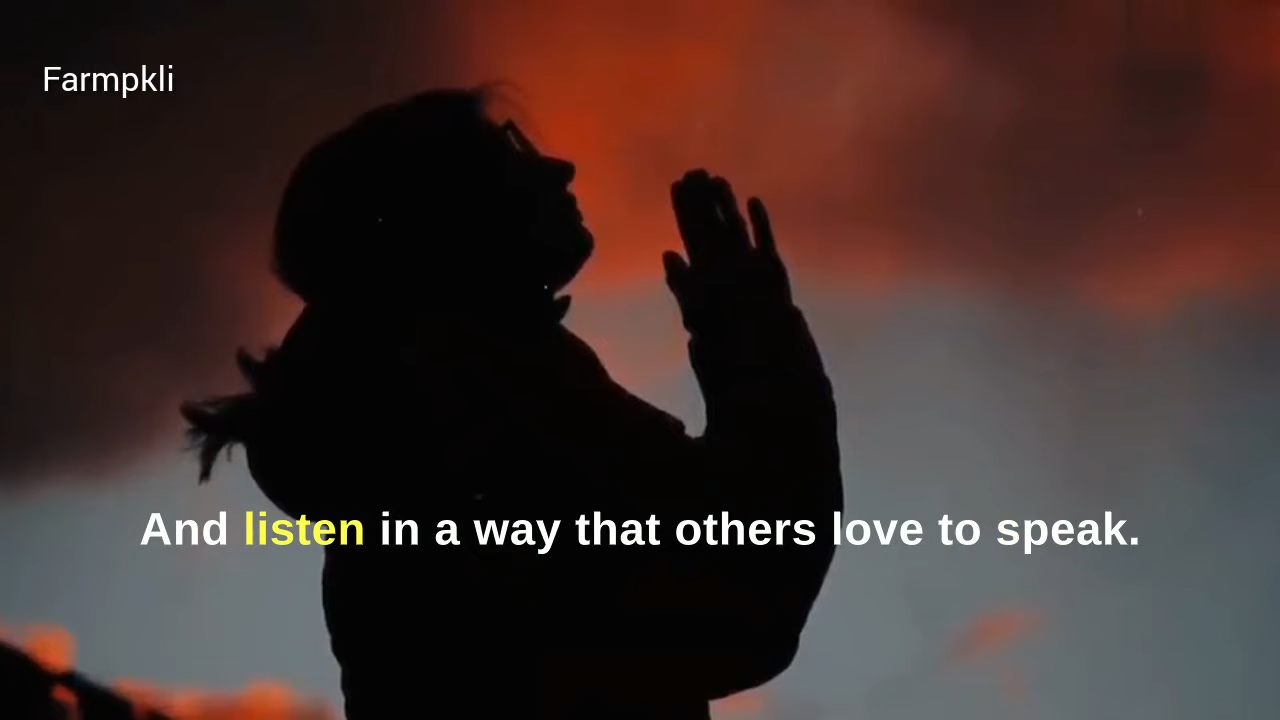 Farmpkli
And listen in a way that others love to speak.